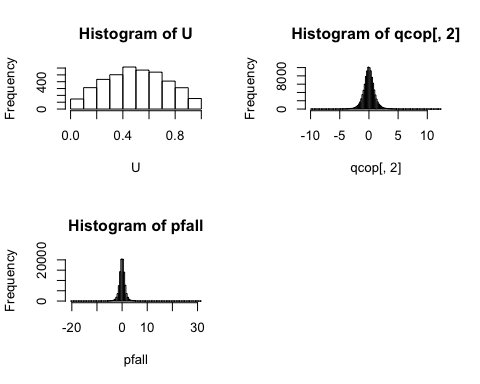 Histogram of U
Frequency
0 400
0.0 0.4 0.8
U
Histogram of qcop[, 2]
Frequency
0 8000
-10 -5 0 5 10
qcop[, 2]
Histogram of pfall
Frequency
0 20000
-20 0 10 30
pfall